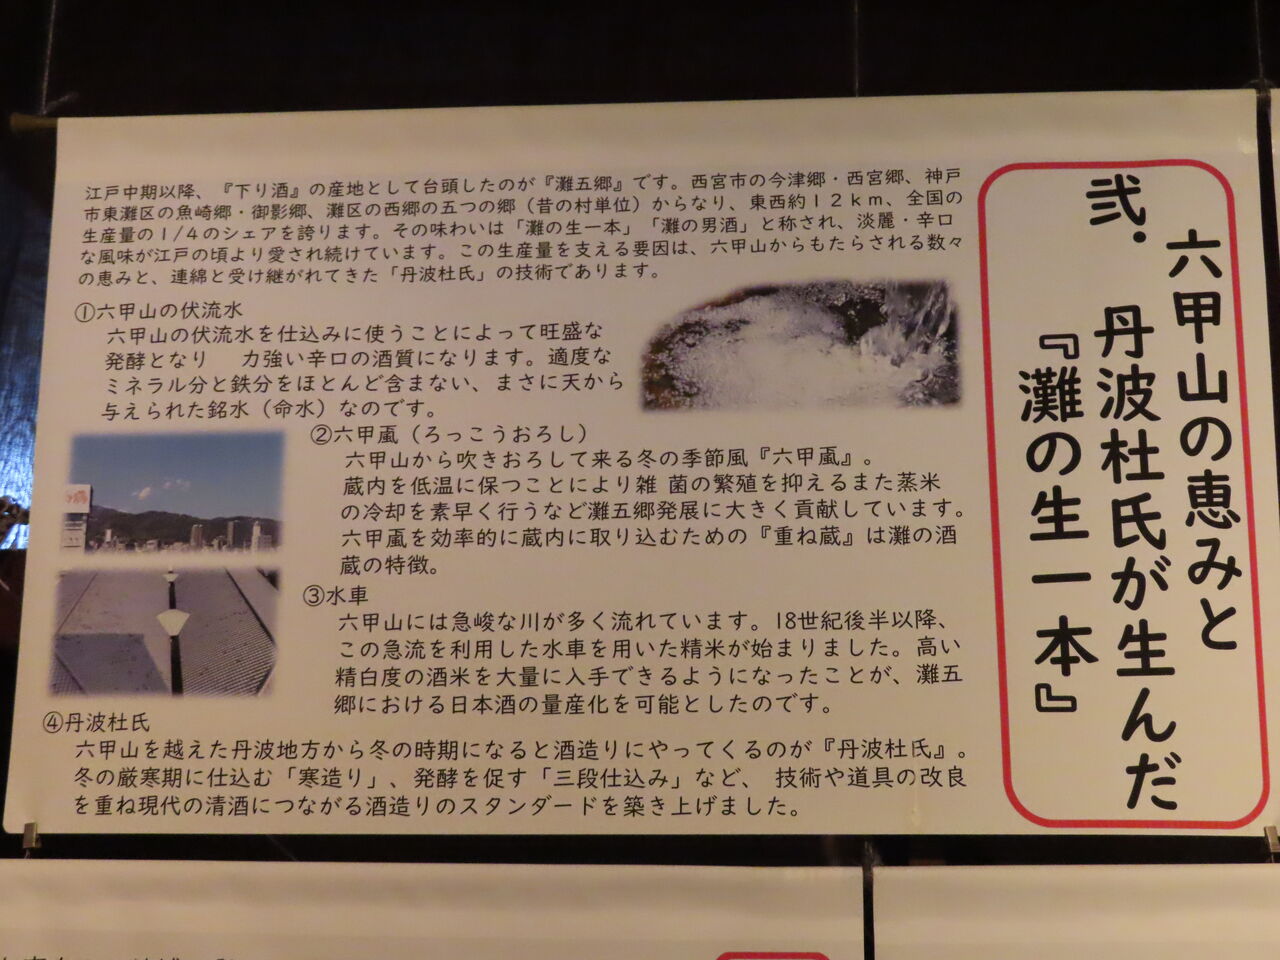 弐.
六甲山の恵みと
丹波杜氏が生んだ
『灘の生一本』
江戸中期以降、『下り酒』の産地として台頭したのが『灘五郷』です。西宮市の今津郷・西宮郷、神戸
市東灘区の魚崎郷・御影郷、灘区の西郷の五つの郷（昔の村単位）からなり、東西約12km、全国の
生産量の1/4のシェアを誇ります。その味わいは「灘の生一本」「灘の男酒」と称され、淡麗・辛口
な風味が江戸の頃より愛され続けています。この生産量を支える要因は、六甲山からもたらされる数々
の恵みと、連綿と受け継がれてきた「丹波杜氏」の技術であります。
①六甲山の伏流水
六甲山の伏流水を仕込みに使うことによって旺盛な
発酵となり　力強い辛口の酒質になります。適度な
ミネラル分と鉄分をほとんど含まない、まさに天から
与えられた銘水（命水）なのです。
②六甲颪（ろっこうおろし）
六甲山から吹きおろして来る冬の季節風『六甲颪』。
蔵内を低温に保つことにより雑 菌の繁殖を抑えるまた蒸米
の冷却を素早く行うなど灘五郷発展に大きく貢献しています。
六甲颪を効率的に蔵内に取り込むための『重ね蔵』は灘の酒
蔵の特徴。
③水車
六甲山には急峻な川が多く流れています。18世紀後半以降、
この急流を利用した水車を用いた精米が始まりました。高い
精白度の酒米を大量に入手できるようになったことが、灘五
郷における日本酒の量産化を可能としたのです。
④丹波杜氏
六甲山を越えた丹波地方から冬の時期になると酒造りにやってくるのが『丹波杜氏』。
冬の厳寒期に仕込む「寒造り」、発酵を促す「三段仕込み」など、 技術や道具の改良
を重ね現代の清酒につながる酒造りのスタンダードを築き上げました。